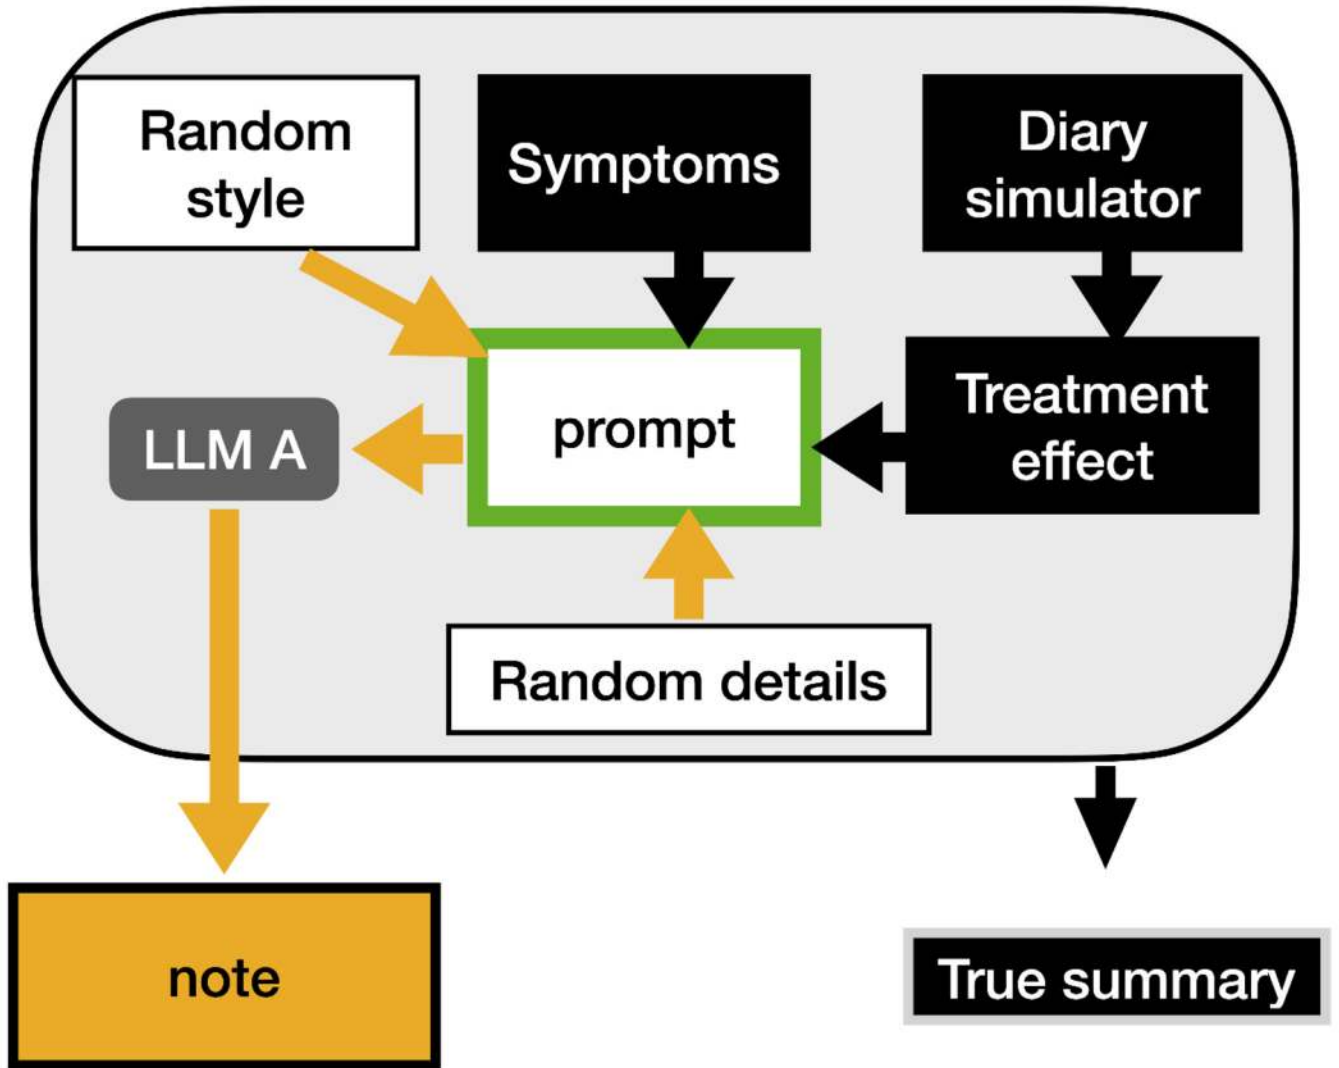 Random
style
Symptoms
Diary
simulator
LLM A
prompt
Treatment
effect
Random details
note
True summary